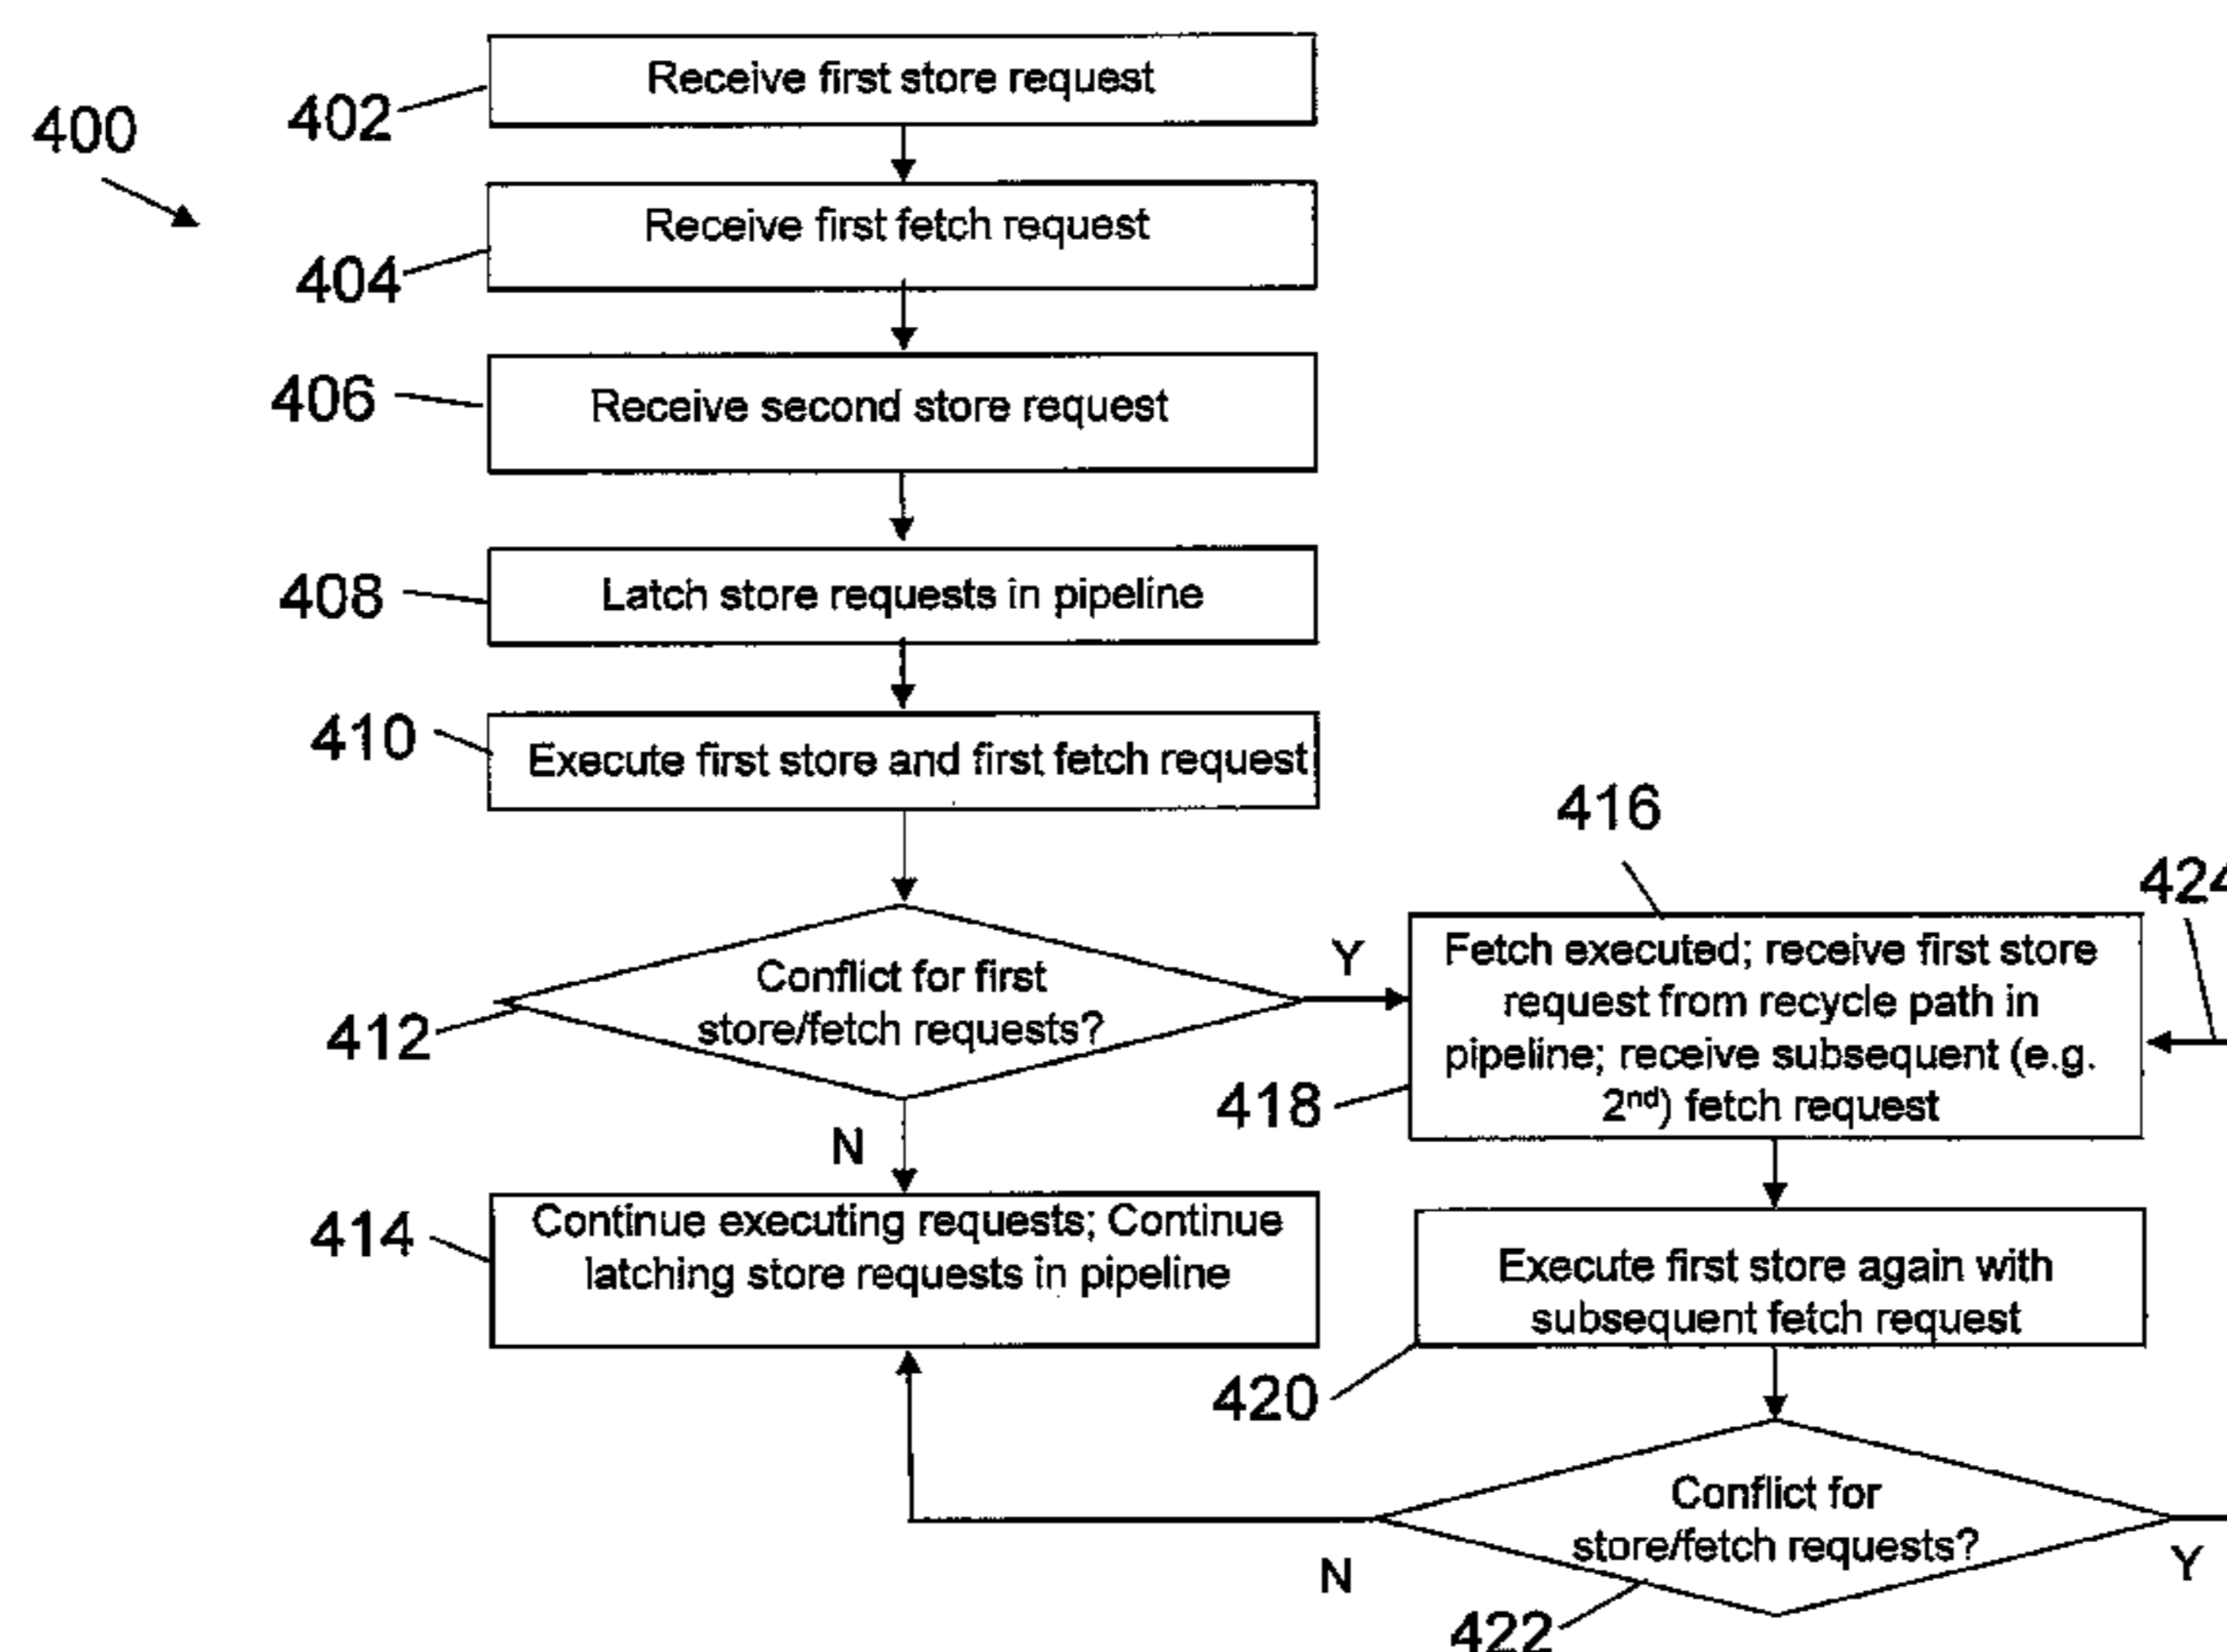 400
402
Receive first store request
404
Receive first fetch request
406
Receive second store request
408
Latch store requests in pipeline
410
Execute first store and first fetch request
412
Conflict for first
store/fetch requests?
Y
N
414
Continue executing requests; Continue
latching store requests in pipeline
416
424
418
Fetch executed; receive first store
request from recycle path in
pipeline; receive subsequent (e.g.
2nd) fetch request
420
Execute first store again with
subsequent fetch request
422
Conflict for
store/fetch requests?
N
Y